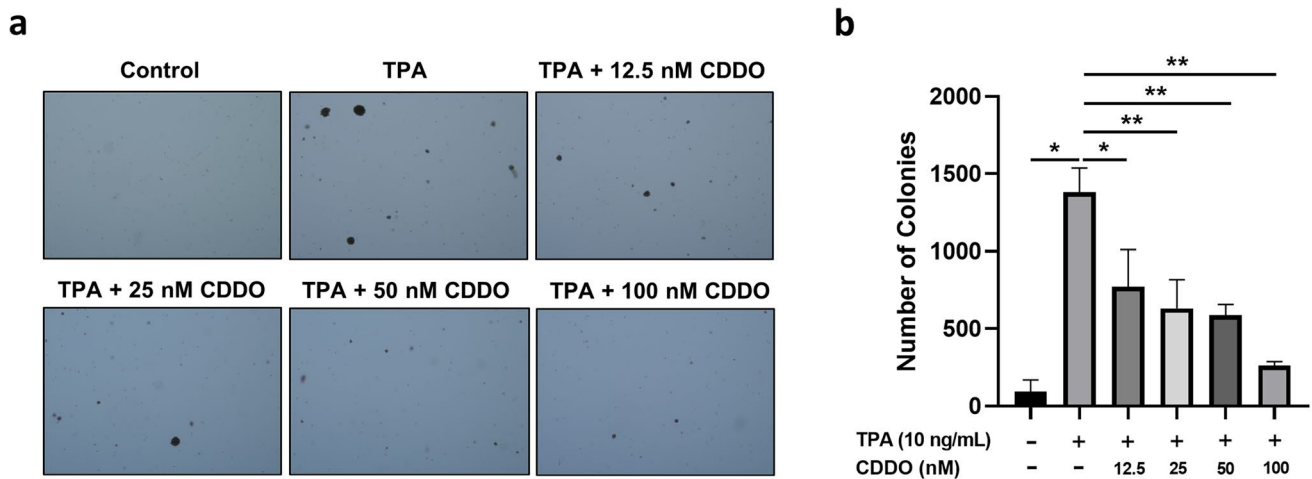 a
Control
TPA
TPA + 12.5 nM CDDO
TPA + 25 nM CDDO
TPA + 50 nM CDDO
TPA + 100 nM CDDO
b
Number of Colonies
2000
1500
1000
500
0
*
*
**
**
**
TPA (10 ng/mL) - + + + + +
CDDO (nM) - - 12.5 25 50 100